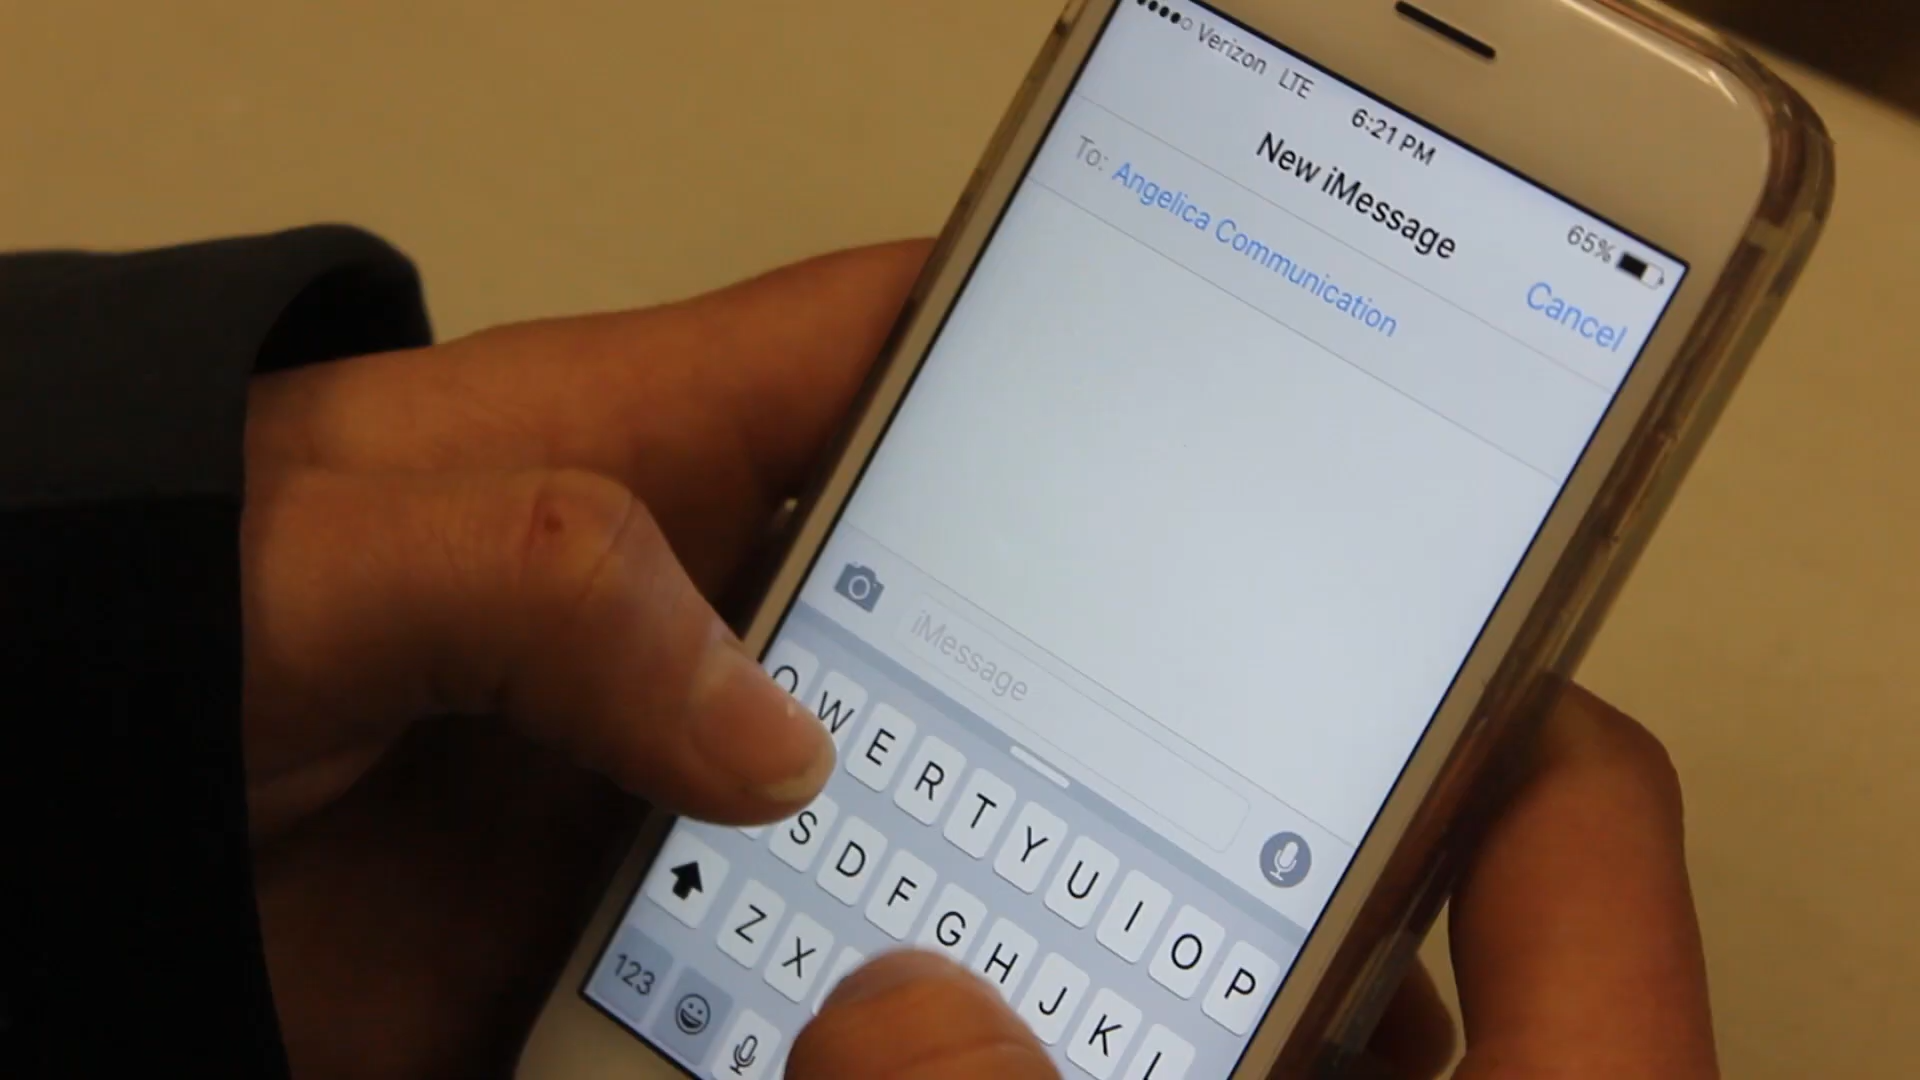 Verizon LTE 6:21 PM 65%
New iMessage
Cancel
To: Angelica Communication
iMessage
Q W E R T Y U I O P
S D F G H J K L
Z X
123